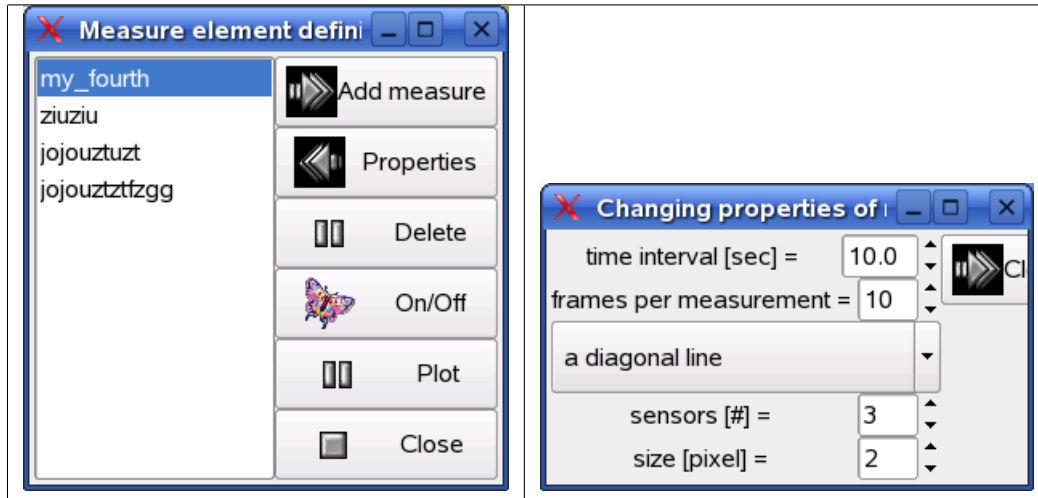 Measure element defini
my_fourth
ziuziu
jojouztuzt
jojouztztfzgg
Add measure
Properties
Delete
On/Off
Plot
Close
Changing properties of
time interval [sec] =
10.0
Cl
frames per measurement =
10
a diagonal line
sensors [#] =
3
size [pixel] =
2